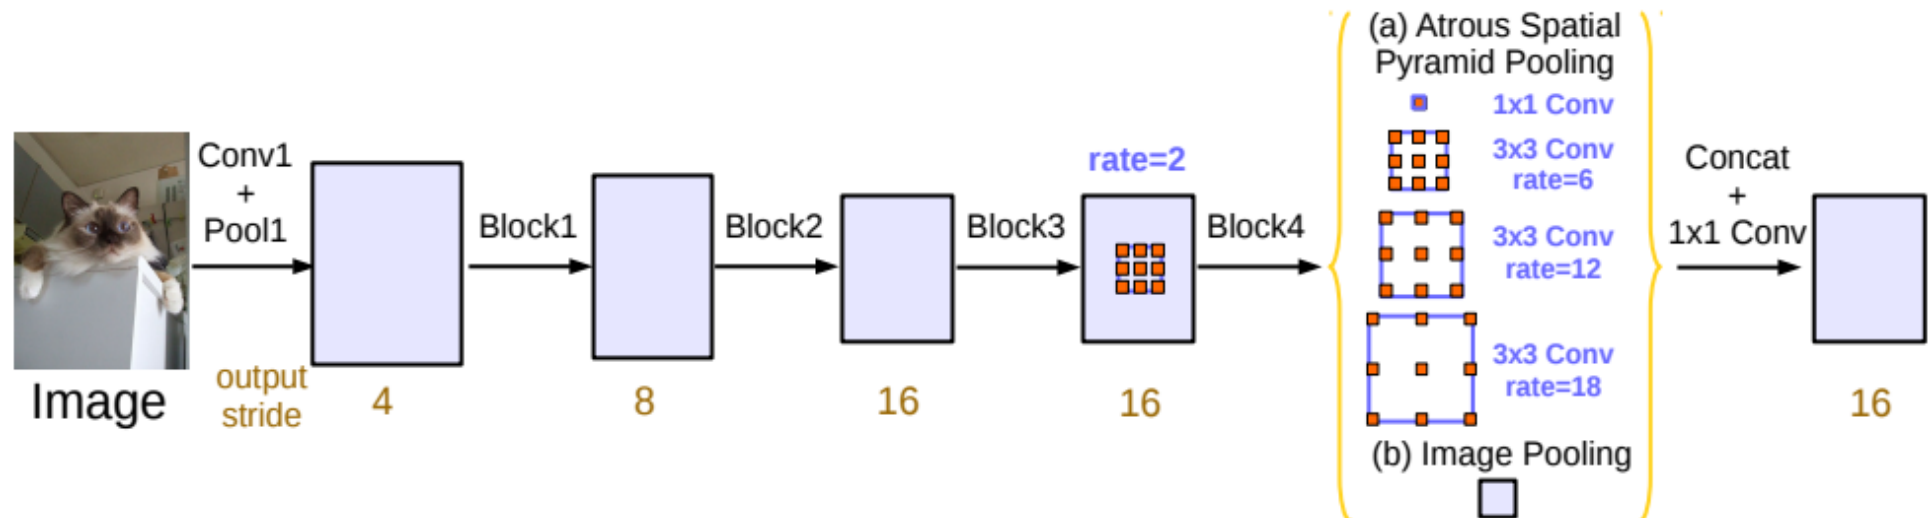 Image
Conv1
+
Pool1
output
stride
4
Block1
8
Block2
16
Block3
rate=2
16
Block4
(a) Atrous Spatial
Pyramid Pooling
1x1 Conv
3x3 Conv
rate=6
3x3 Conv
rate=12
3x3 Conv
rate=18
(b) Image Pooling
Concat
+
1x1 Conv
16